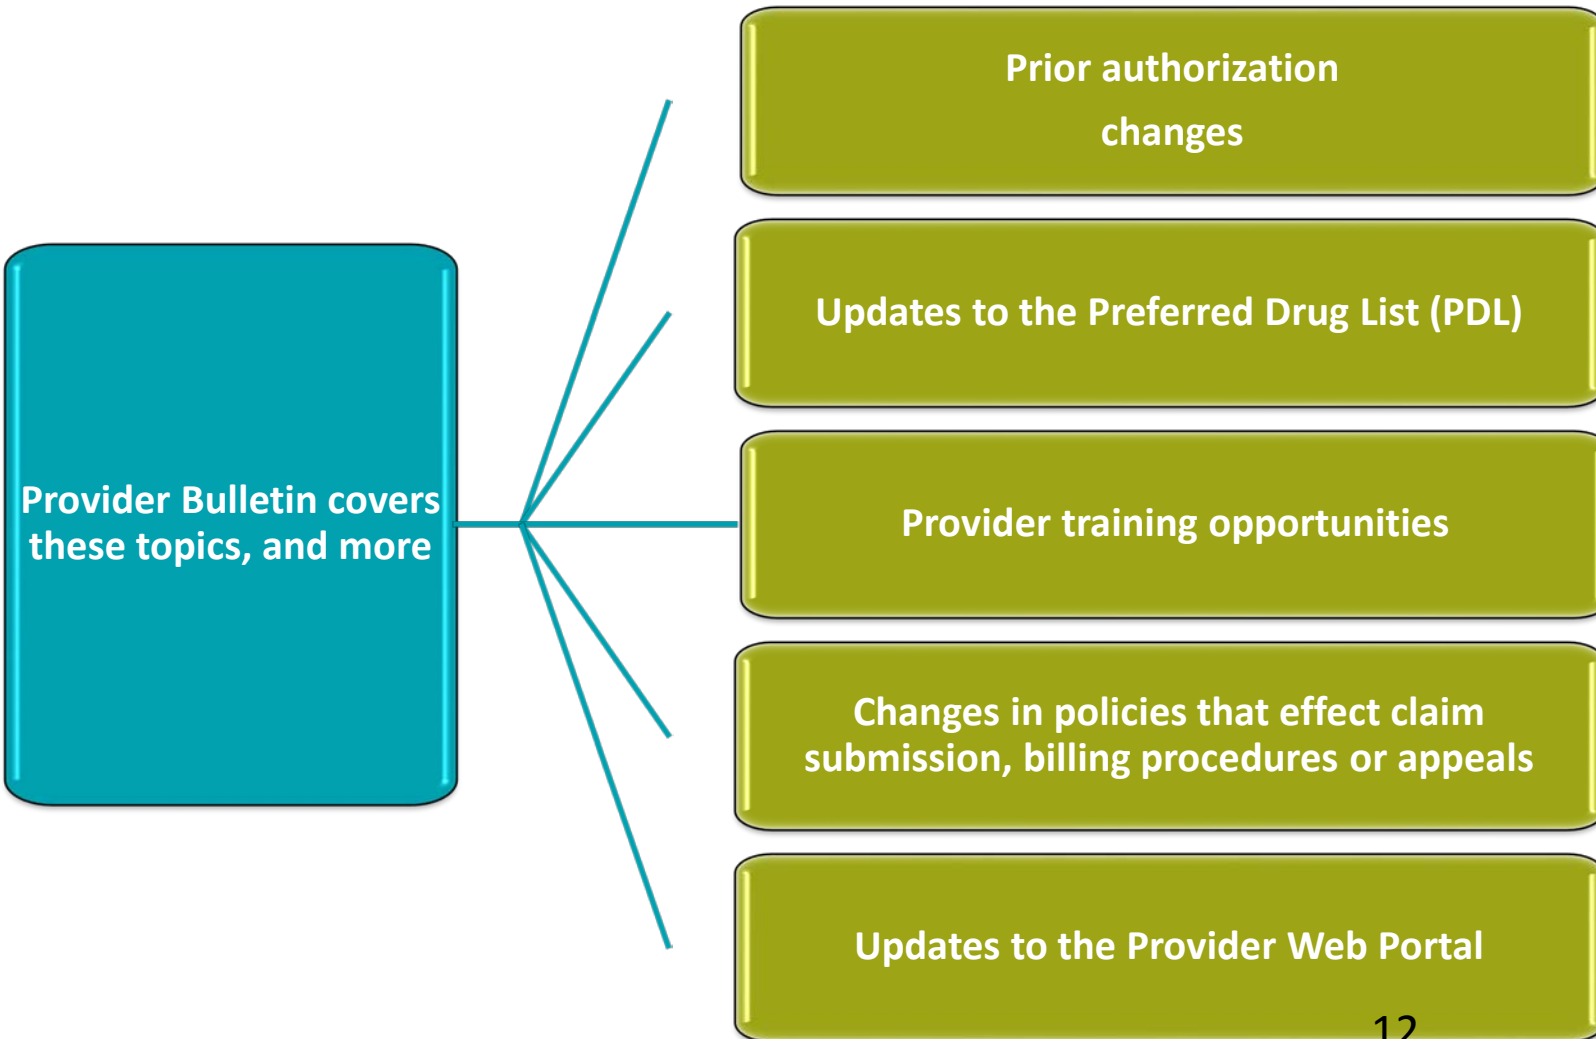 Prior authorization
changes
Updates to the Preferred Drug List (PDL)
Provider Bulletin covers
these topics, and more
Provider training opportunities
Changes in policies that effect claim
submission, billing procedures or appeals
Updates to the Provider Web Portal
12